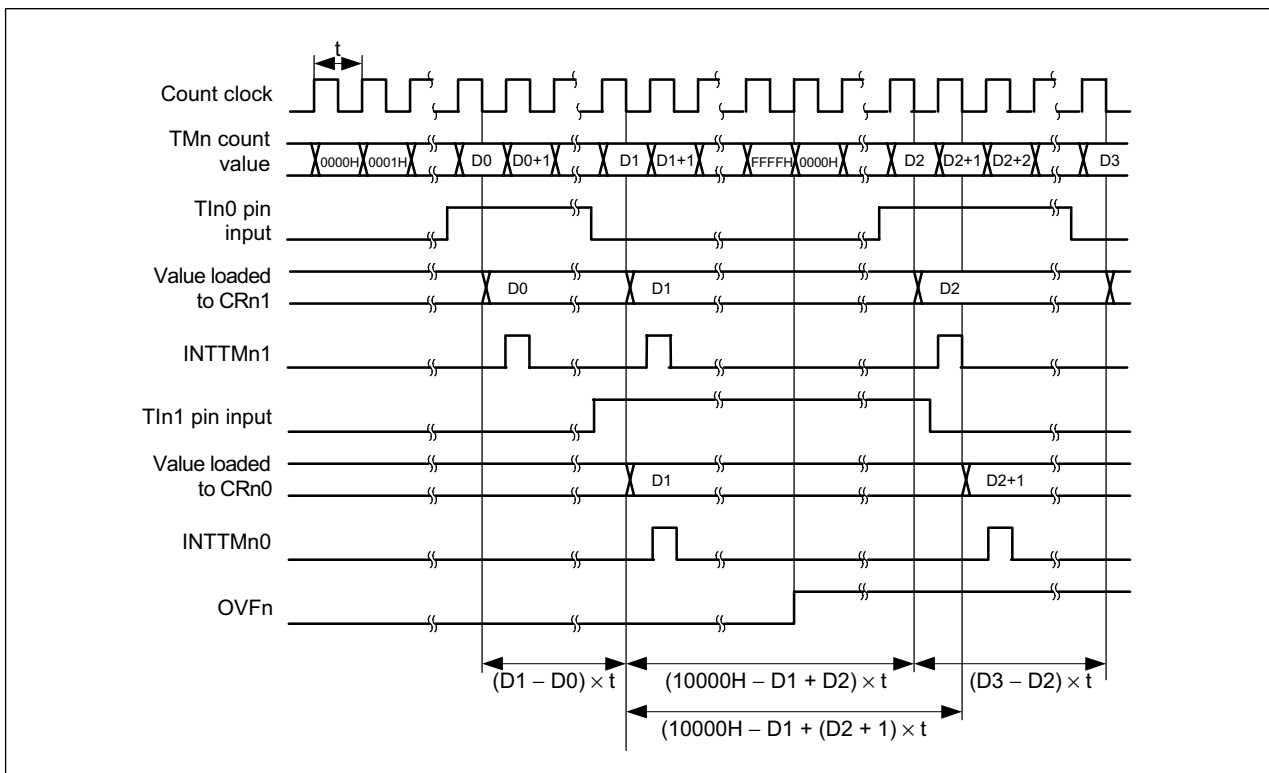 t
Count clock
TMn count
value
0000H 0001H D0 D0+1 D1 D1+1 FFFFH 0000H D2 D2+1 D2+2 D3
TIn0 pin
input
Value loaded
to CRn1
D0 D1 D2
INTTMn1
TIn1 pin input
Value loaded
to CRn0
D1 D2+1
INTTMn0
OVFn
(D1 − D0) × t (10000H − D1 + D2) × t (D3 − D2) × t
(10000H − D1 + (D2 + 1) × t